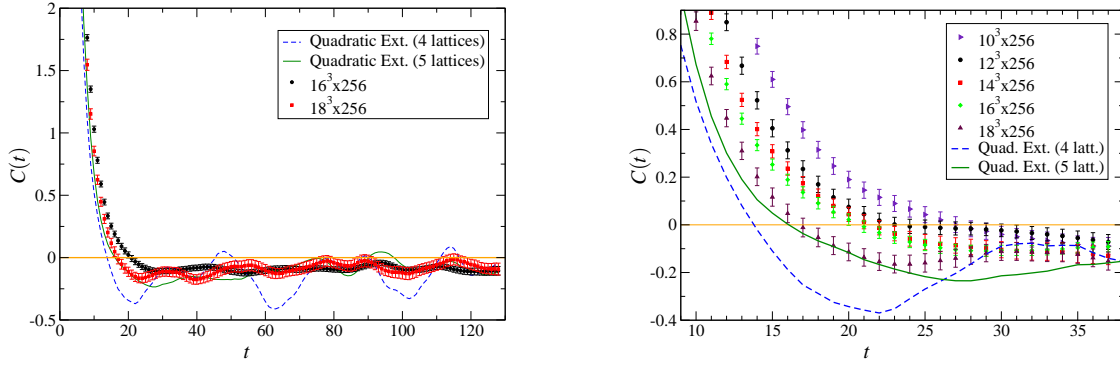 2
1.5
1
0.5
0
-0.5
C(t)
0 20 40 60 80 100 120
t
Quadratic Ext. (4 lattices)
Quadratic Ext. (5 lattices)
16³x256
18³x256
0.8
0.6
0.4
0.2
0
-0.2
-0.4
C(t)
10 15 20 25 30 35
t
10³x256
12³x256
14³x256
16³x256
18³x256
Quad. Ext. (4 latt.)
Quad. Ext. (5 latt.)